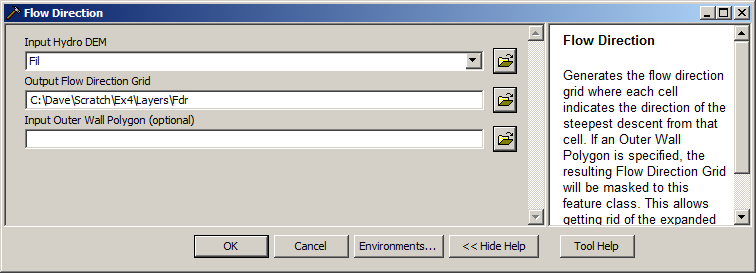 Flow Direction
Input Hydro DEM
Fil
Output Flow Direction Grid
C:\Dave\Scratch\Ex4\Layers\Fdr
Input Outer Wall Polygon (optional)
OK
Cancel
Environments...
<< Hide Help
Flow Direction
Generates the flow direction
grid where each cell
indicates the direction of the
steepest descent from that
cell. If an Outer Wall
Polygon is specified, the
resulting Flow Direction Grid
will be masked to this
feature class. This allows
getting rid of the expanded
Tool Help